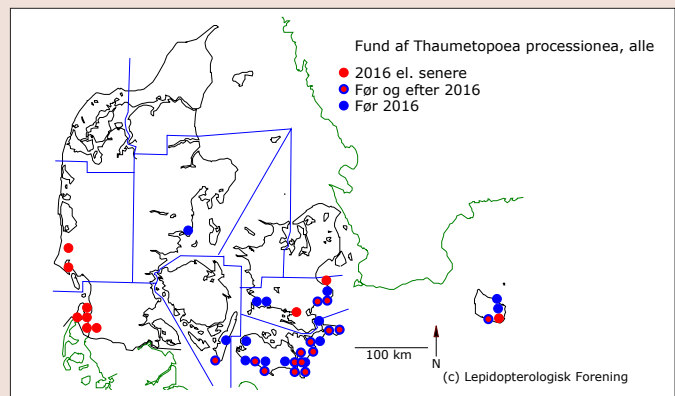 Fund af Thaumetopoea processionea, alle
2016 el. senere
Før og efter 2016
Før 2016
100 km
N
(c) Lepidopterologisk Forening